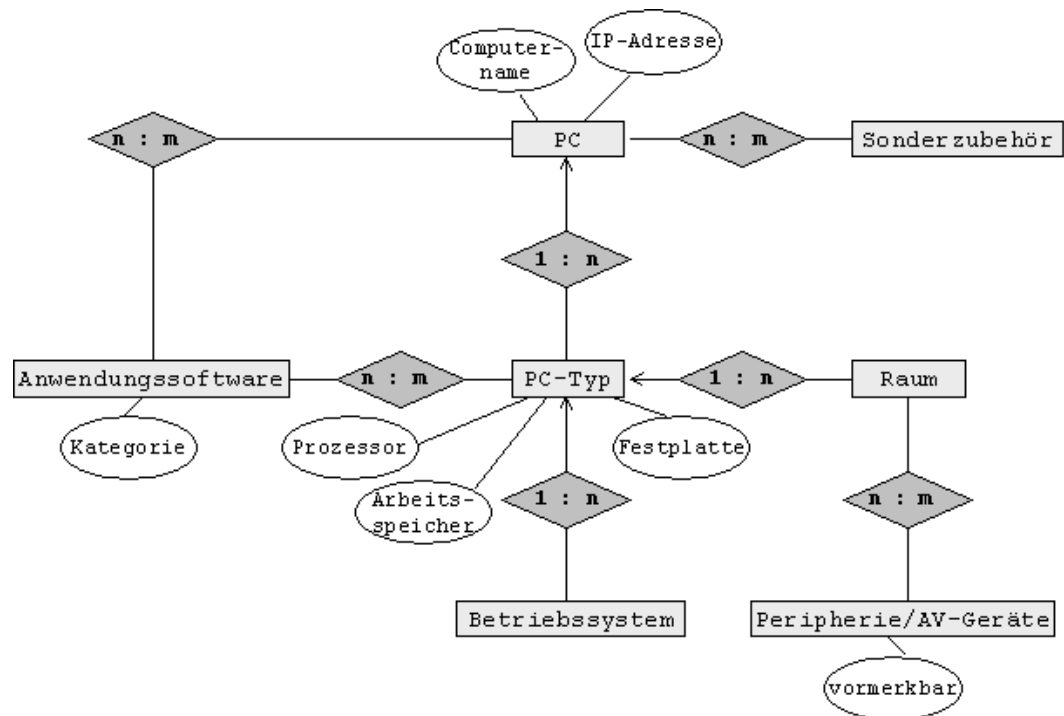 Computer-
name
IP-Adresse
n : m
PC
n : m
Sonderzubehör
1 : n
Anwendungssoftware
n : m
PC-Typ
1 : n
Raum
Kategorie
Prozessor
Festplatte
Arbeits-
speicher
1 : n
n : m
Betriebssystem
Peripherie/AV-Geräte
vormerkbar